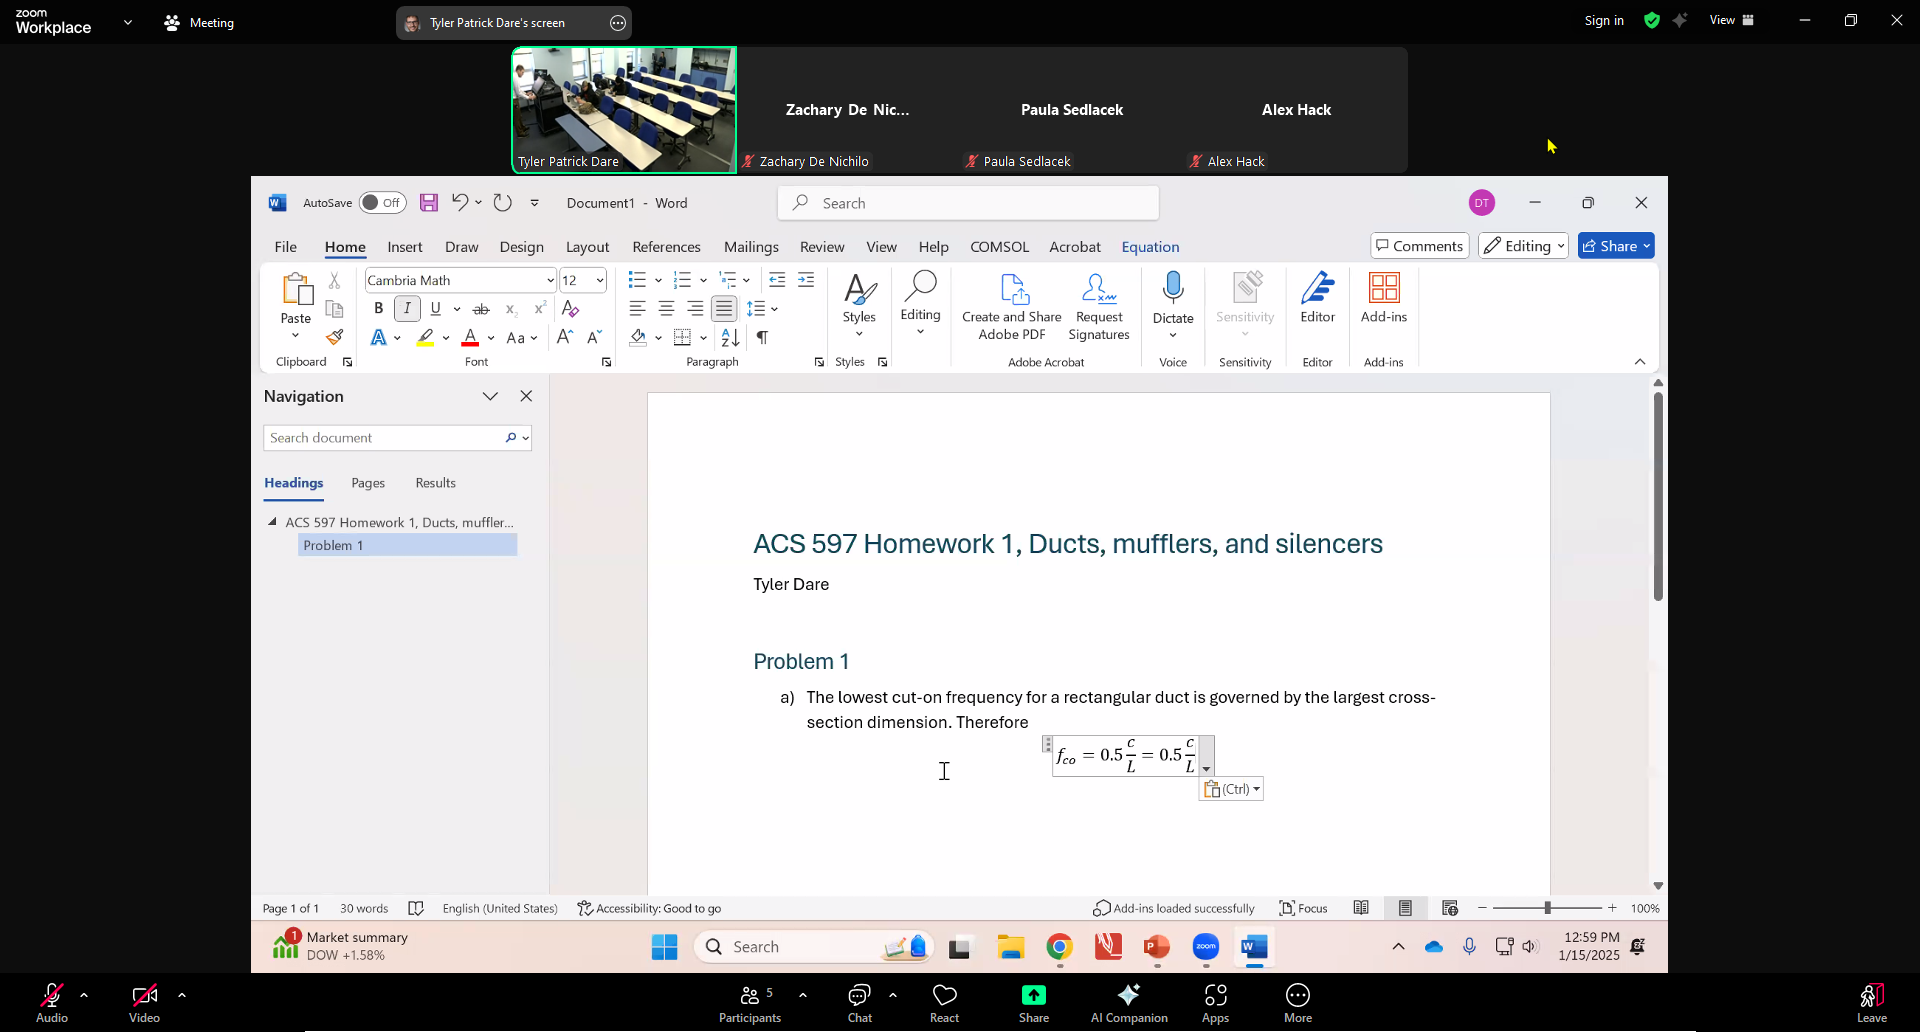 zoom
Workplace
Meeting
Tyler Patrick Dare's screen
Sign in
View
Tyler Patrick Dare
Zachary De Nic...
Zachary De Nichilo
Paula Sedlacek
Paula Sedlacek
Alex Hack
Alex Hack
AutoSave Off
Document1 - Word
Search
DT
File Home Insert Draw Design Layout References Mailings Review View Help COMSOL Acrobat Equation
Comments Editing Share
Paste
Clipboard
Cambria Math 12
B I U ab x₂ x²
A A Aa A A
Font
Paragraph
Styles
Styles
Editing
Create and Share
Adobe PDF
Request
Signatures
Adobe Acrobat
Dictate
Voice
Sensitivity
Sensitivity
Editor
Editor
Add-ins
Add-ins
Navigation
Search document
Headings Pages Results
ACS 597 Homework 1, Ducts, muffler...
Problem 1
ACS 597 Homework 1, Ducts, mufflers, and silencers
Tyler Dare
Problem 1
a) The lowest cut-on frequency for a rectangular duct is governed by the largest cross-
section dimension. Therefore
f_co = 0.5 c/L = 0.5 c/L
(Ctrl)
Page 1 of 1 30 words English (United States) Accessibility: Good to go
Add-ins loaded successfully Focus 100%
1
Market summary
DOW +1.58%
Search
zoom
12:59 PM
1/15/2025
Audio
Video
5
Participants
Chat
React
Share
AI Companion
Apps
More
Leave